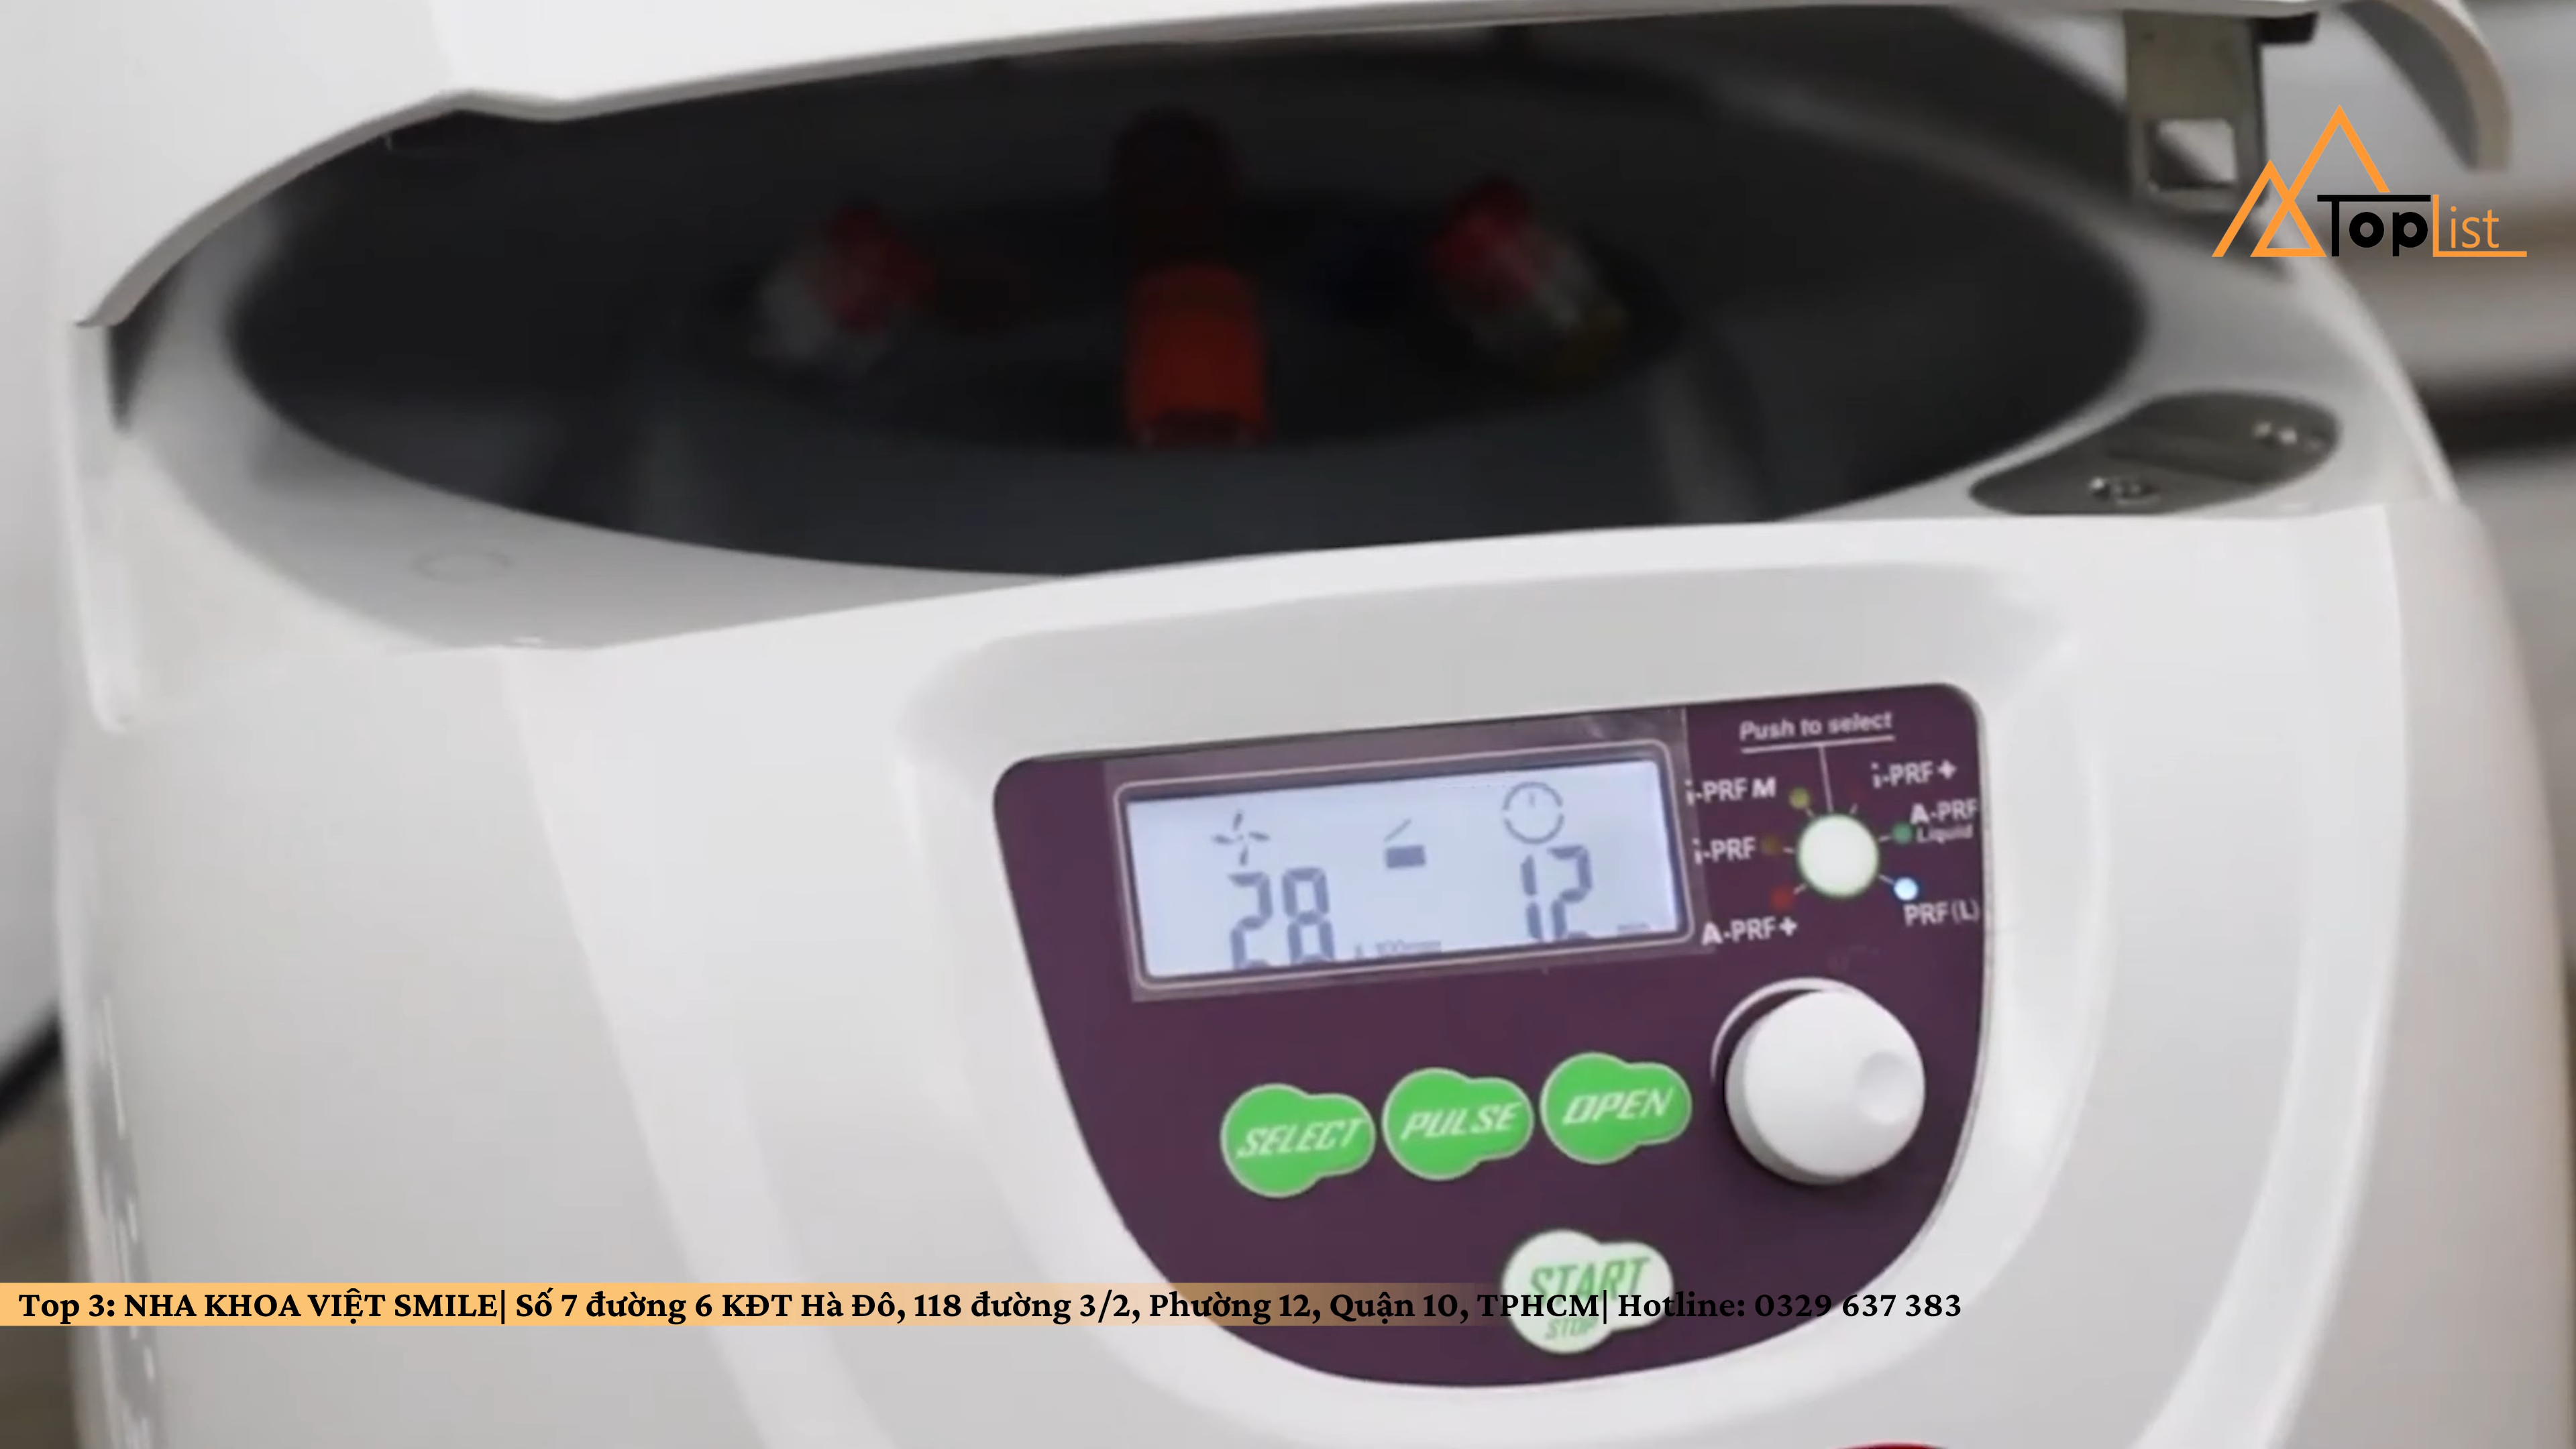 TopList
Push to select
i-PRF M
i-PRF +
A-PRF
Liquid
i-PRF
A-PRF+
PRF(L)
28
12
SELECT
PULSE
OPEN
START
STOP
Top 3: NHA KHOA VIỆT SMILE| Số 7 đường 6 KĐT Hà Đô, 118 đường 3/2, Phường 12, Quận 10, TPHCM| Hotline: 0329 637 383